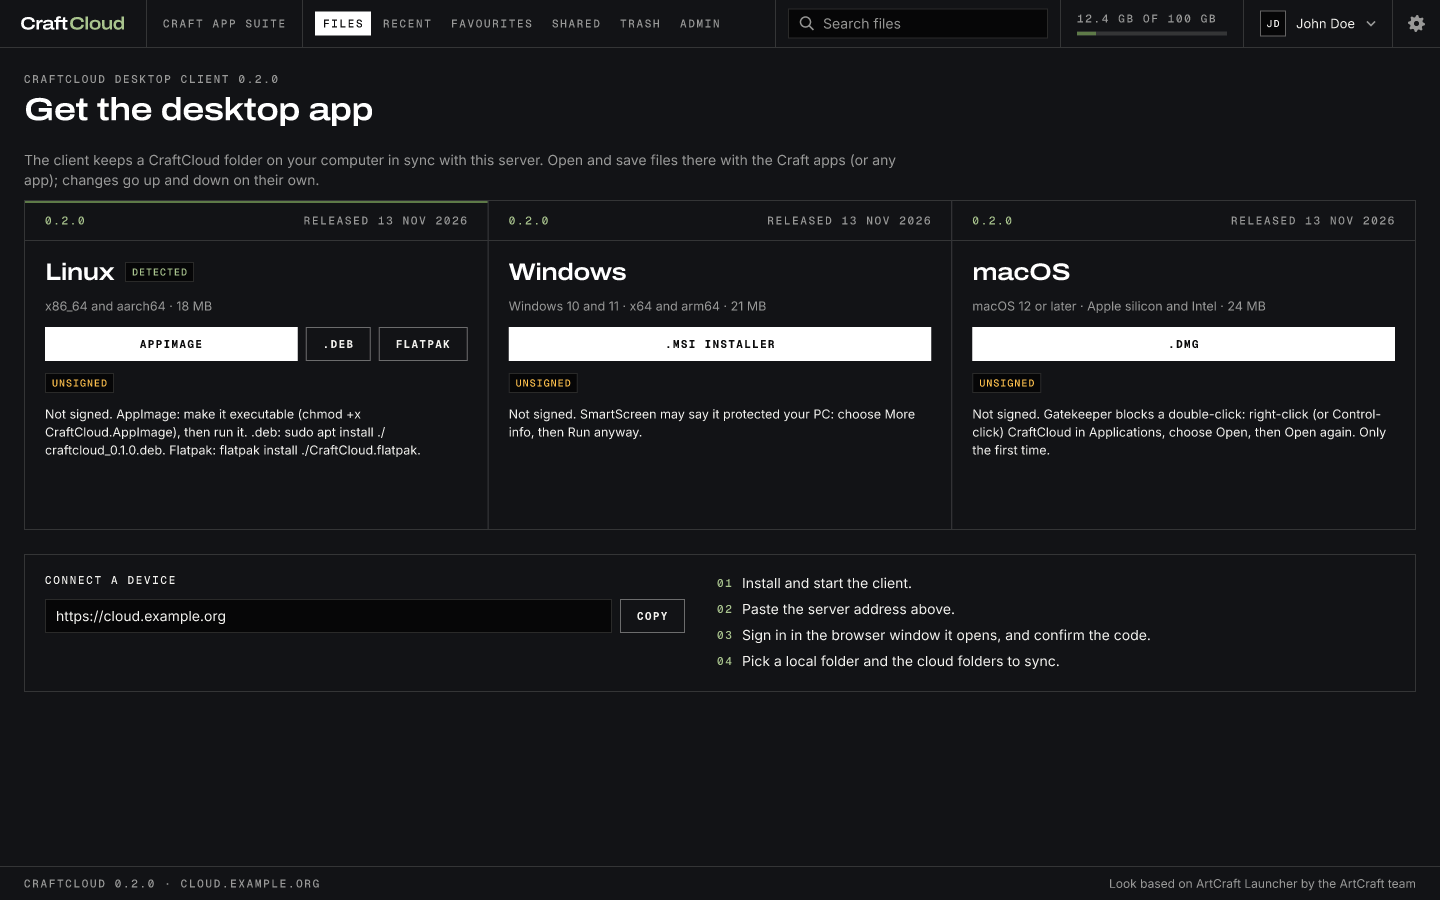 CraftCloud
CRAFT APP SUITE
FILES
RECENT
FAVOURITES
SHARED
TRASH
ADMIN
Search files
12.4 GB OF 100 GB
JD
John Doe
CRAFTCLOUD DESKTOP CLIENT 0.2.0
Get the desktop app
The client keeps a CraftCloud folder on your computer in sync with this server. Open and save files there with the Craft apps (or any
app); changes go up and down on their own.
0.2.0
RELEASED 13 NOV 2026
Linux
DETECTED
x86_64 and aarch64 · 18 MB
APPIMAGE
.DEB
FLATPAK
UNSIGNED
Not signed. AppImage: make it executable (chmod +x
CraftCloud.AppImage), then run it. .deb: sudo apt install ./
craftcloud_0.1.0.deb. Flatpak: flatpak install ./CraftCloud.flatpak.
0.2.0
RELEASED 13 NOV 2026
Windows
Windows 10 and 11 · x64 and arm64 · 21 MB
.MSI INSTALLER
UNSIGNED
Not signed. SmartScreen may say it protected your PC: choose More
info, then Run anyway.
0.2.0
RELEASED 13 NOV 2026
macOS
macOS 12 or later · Apple silicon and Intel · 24 MB
.DMG
UNSIGNED
Not signed. Gatekeeper blocks a double-click: right-click (or Control-
click) CraftCloud in Applications, choose Open, then Open again. Only
the first time.
CONNECT A DEVICE
https://cloud.example.org
COPY
01 Install and start the client.
02 Paste the server address above.
03 Sign in in the browser window it opens, and confirm the code.
04 Pick a local folder and the cloud folders to sync.
CRAFTCLOUD 0.2.0 · CLOUD.EXAMPLE.ORG
Look based on ArtCraft Launcher by the ArtCraft team